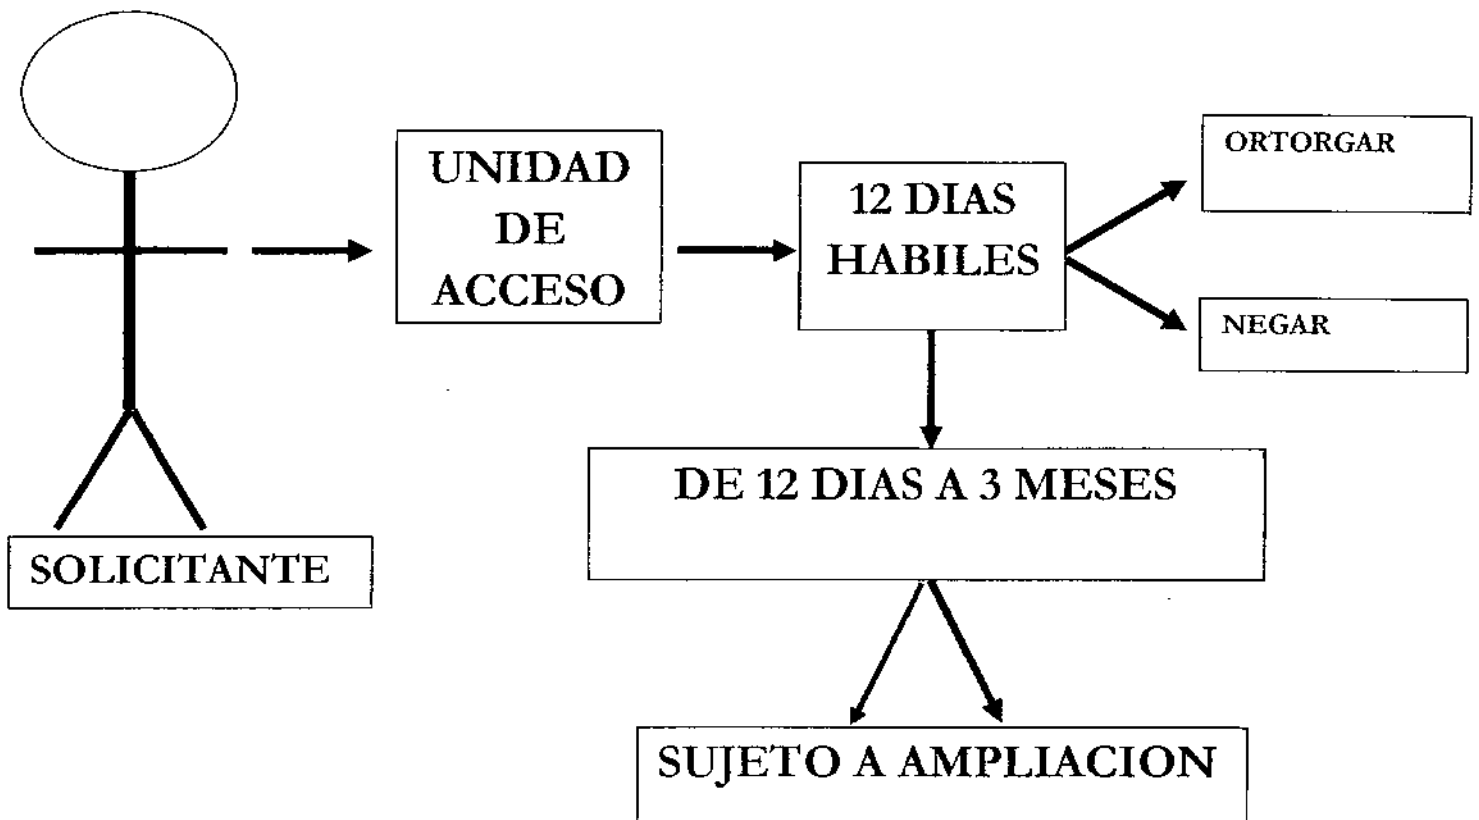 SOLICITANTE
UNIDAD
DE
ACCESO
12 DIAS
HABILES
ORTORGAR
NEGAR
DE 12 DIAS A 3 MESES
SUJETO A AMPLIACION